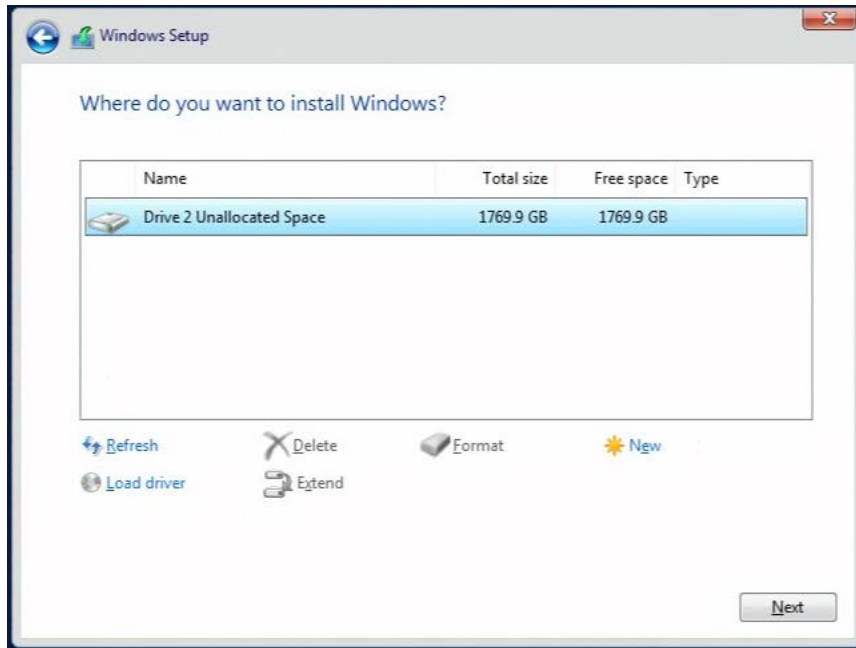 Windows Setup
Where do you want to install Windows?
Name Total size Free space Type
Drive 2 Unallocated Space 1769.9 GB 1769.9 GB
Refresh Delete Format New
Load driver Extend
Next